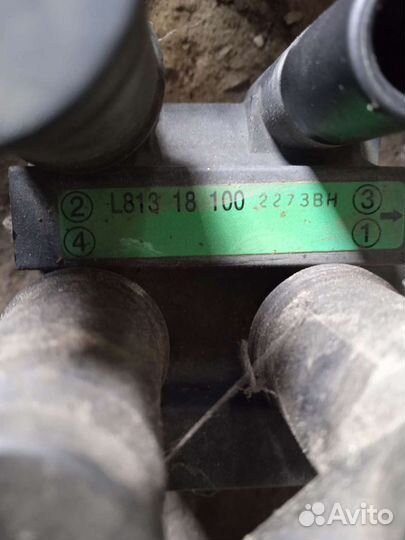 ② L813 18 100 2273BH ③
④ ① →
Avito